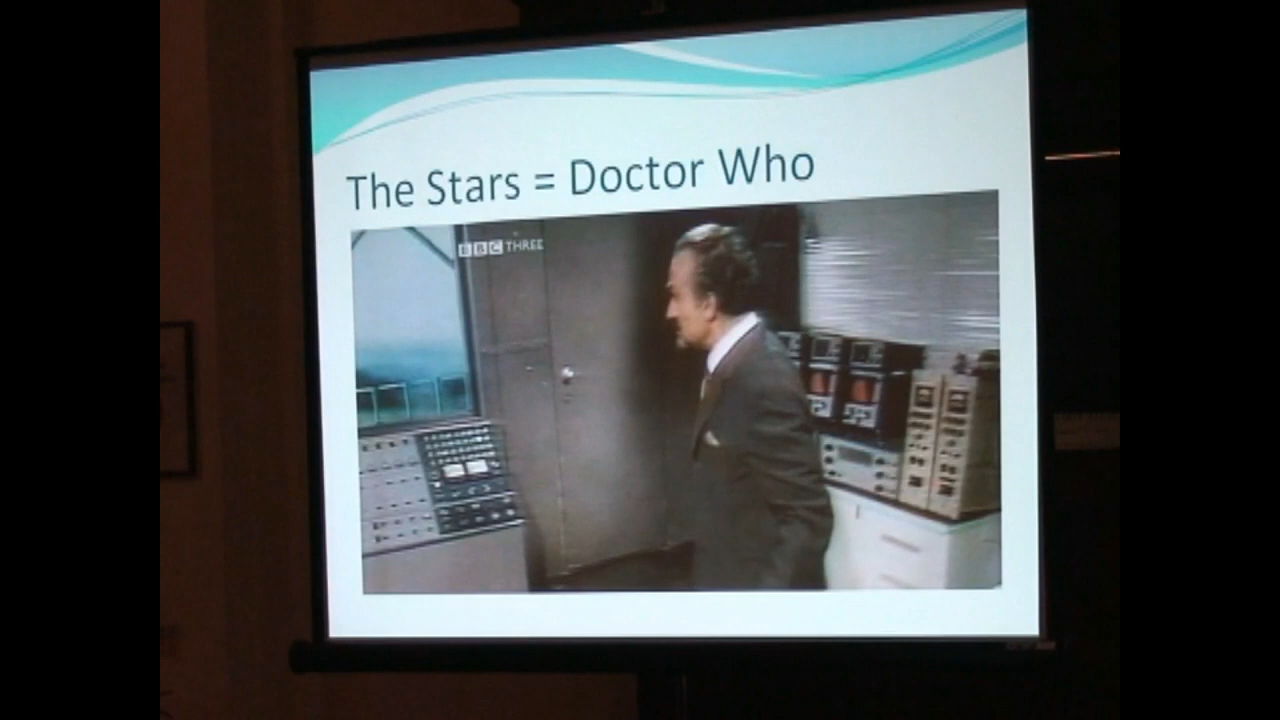 The Stars = Doctor Who
BBC THREE